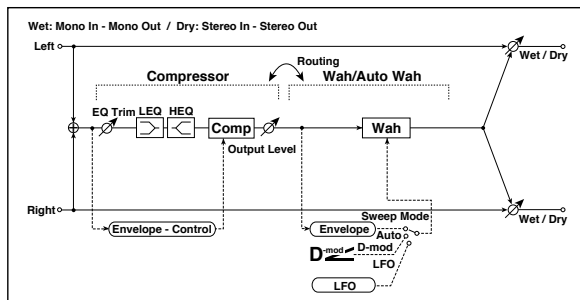 Wet: Mono In - Mono Out / Dry: Stereo In - Stereo Out
Left
Wet / Dry
Routing
Compressor
Wah/Auto Wah
EQ Trim
LEQ
HEQ
Comp
Output Level
Wah
Right
Wet / Dry
Envelope - Control
Envelope
Sweep Mode
Auto
D-mod
D-mod
LFO
LFO